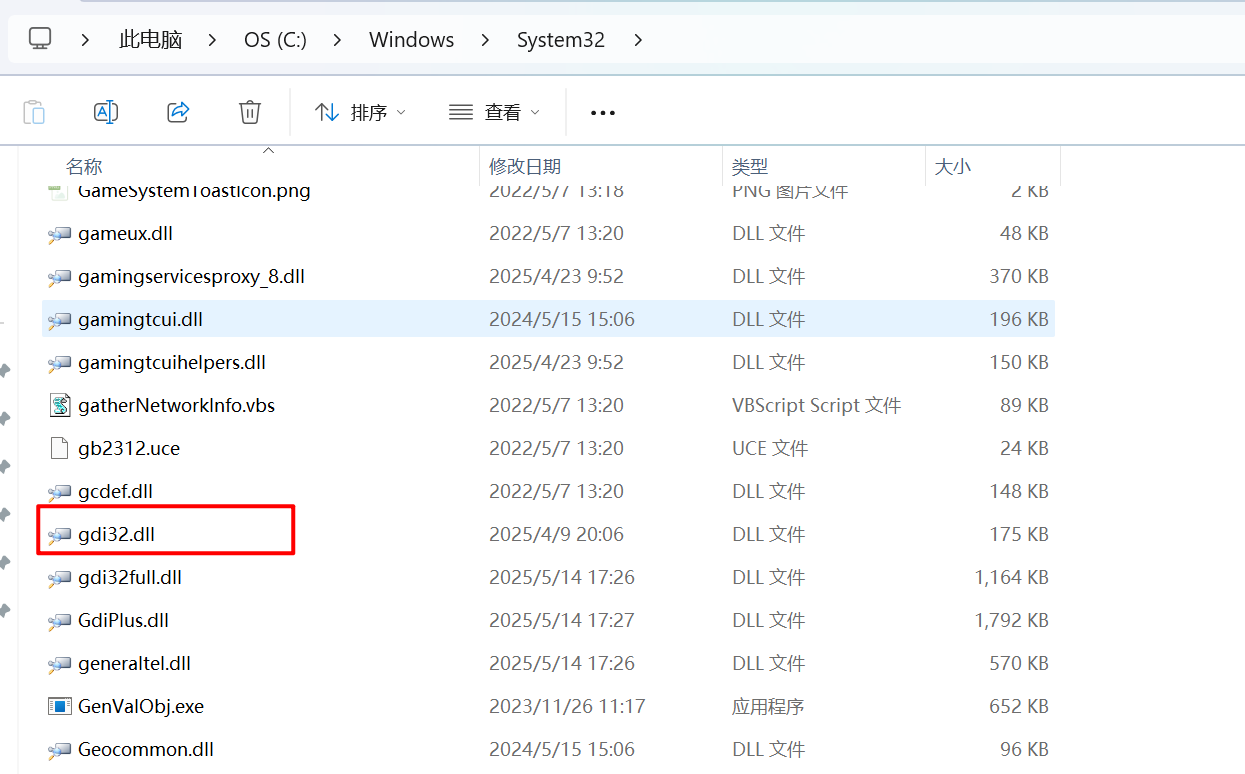 此电脑 > OS (C:) > Windows > System32 >
排序 查看
名称 修改日期 类型 大小
GameSystemToastIcon.png 2022/5/7 13:18 PNG 图片文件 2 KB
gameux.dll 2022/5/7 13:20 DLL 文件 48 KB
gamingservicesproxy_8.dll 2025/4/23 9:52 DLL 文件 370 KB
gamingtcui.dll 2024/5/15 15:06 DLL 文件 196 KB
gamingtcuihelpers.dll 2025/4/23 9:52 DLL 文件 150 KB
gatherNetworkInfo.vbs 2022/5/7 13:20 VBScript Script 文件 89 KB
gb2312.uce 2022/5/7 13:20 UCE 文件 24 KB
gcdef.dll 2022/5/7 13:20 DLL 文件 148 KB
gdi32.dll 2025/4/9 20:06 DLL 文件 175 KB
gdi32full.dll 2025/5/14 17:26 DLL 文件 1,164 KB
GdiPlus.dll 2025/5/14 17:27 DLL 文件 1,792 KB
generaltel.dll 2025/5/14 17:26 DLL 文件 570 KB
GenValObj.exe 2023/11/26 11:17 应用程序 652 KB
Geocommon.dll 2024/5/15 15:06 DLL 文件 96 KB